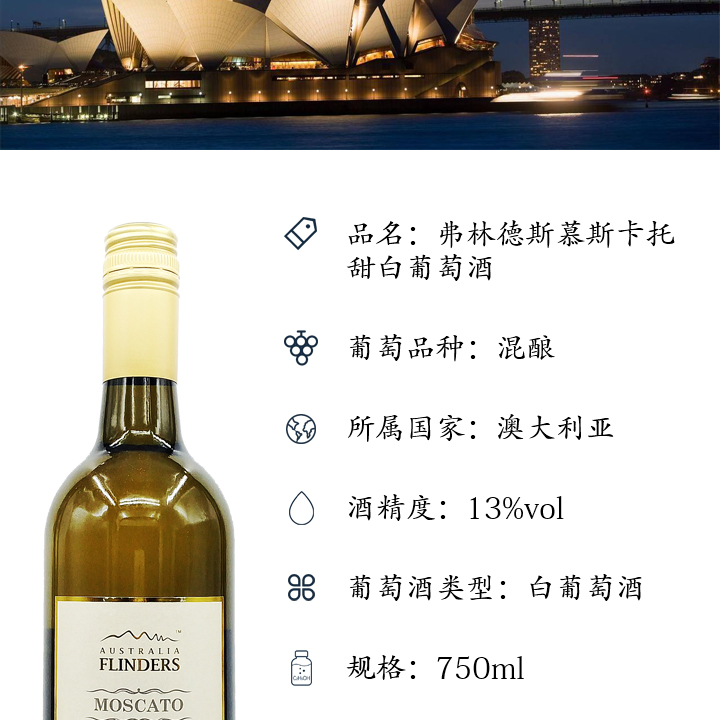 品名：弗林德斯慕斯卡托
甜白葡萄酒
葡萄品种：混酿
所属国家：澳大利亚
酒精度：13%vol
葡萄酒类型：白葡萄酒
规格：750ml
AUSTRALIA
FLINDERS
MOSCATO